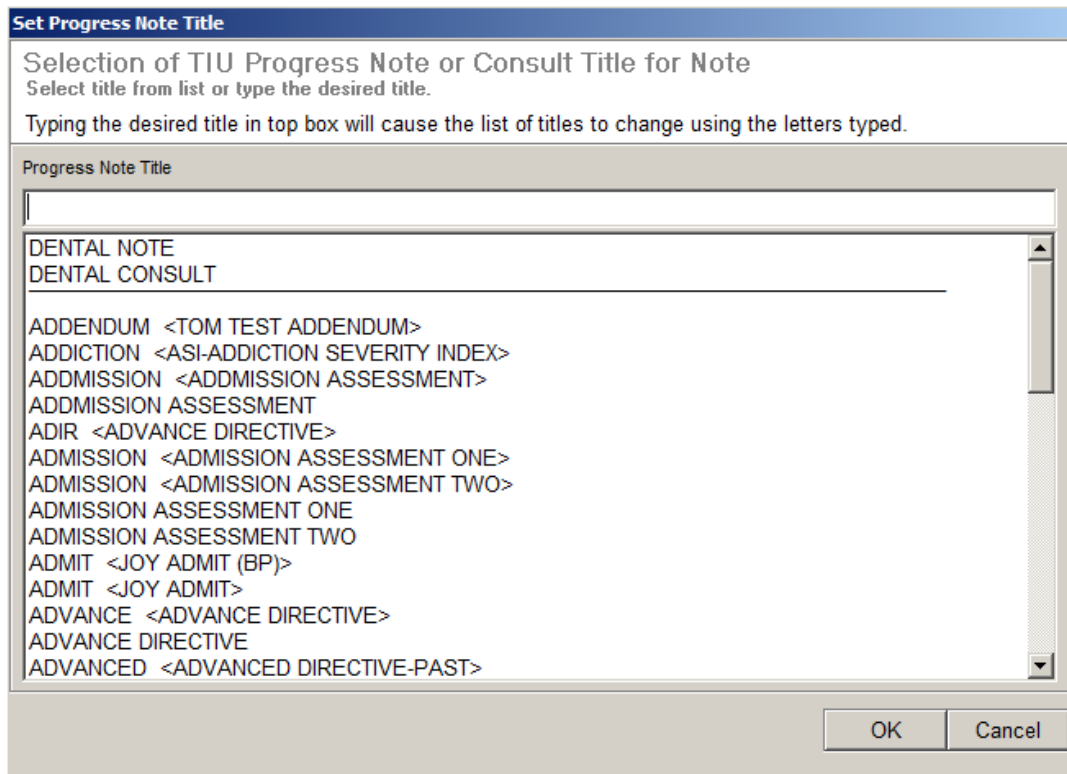 Set Progress Note Title
Selection of TIU Progress Note or Consult Title for Note
Select title from list or type the desired title.
Typing the desired title in top box will cause the list of titles to change using the letters typed.
Progress Note Title
DENTAL NOTE
DENTAL CONSULT
ADDENDUM <TOM TEST ADDENDUM>
ADDICTION <ASI-ADDICTION SEVERITY INDEX>
ADDMISSION <ADDMISSION ASSESSMENT>
ADDMISSION ASSESSMENT
ADIR <ADVANCE DIRECTIVE>
ADMISSION <ADMISSION ASSESSMENT ONE>
ADMISSION <ADMISSION ASSESSMENT TWO>
ADMISSION ASSESSMENT ONE
ADMISSION ASSESSMENT TWO
ADMIT <JOY ADMIT (BP)>
ADMIT <JOY ADMIT>
ADVANCE <ADVANCE DIRECTIVE>
ADVANCE DIRECTIVE
ADVANCED <ADVANCED DIRECTIVE-PAST>
OK Cancel